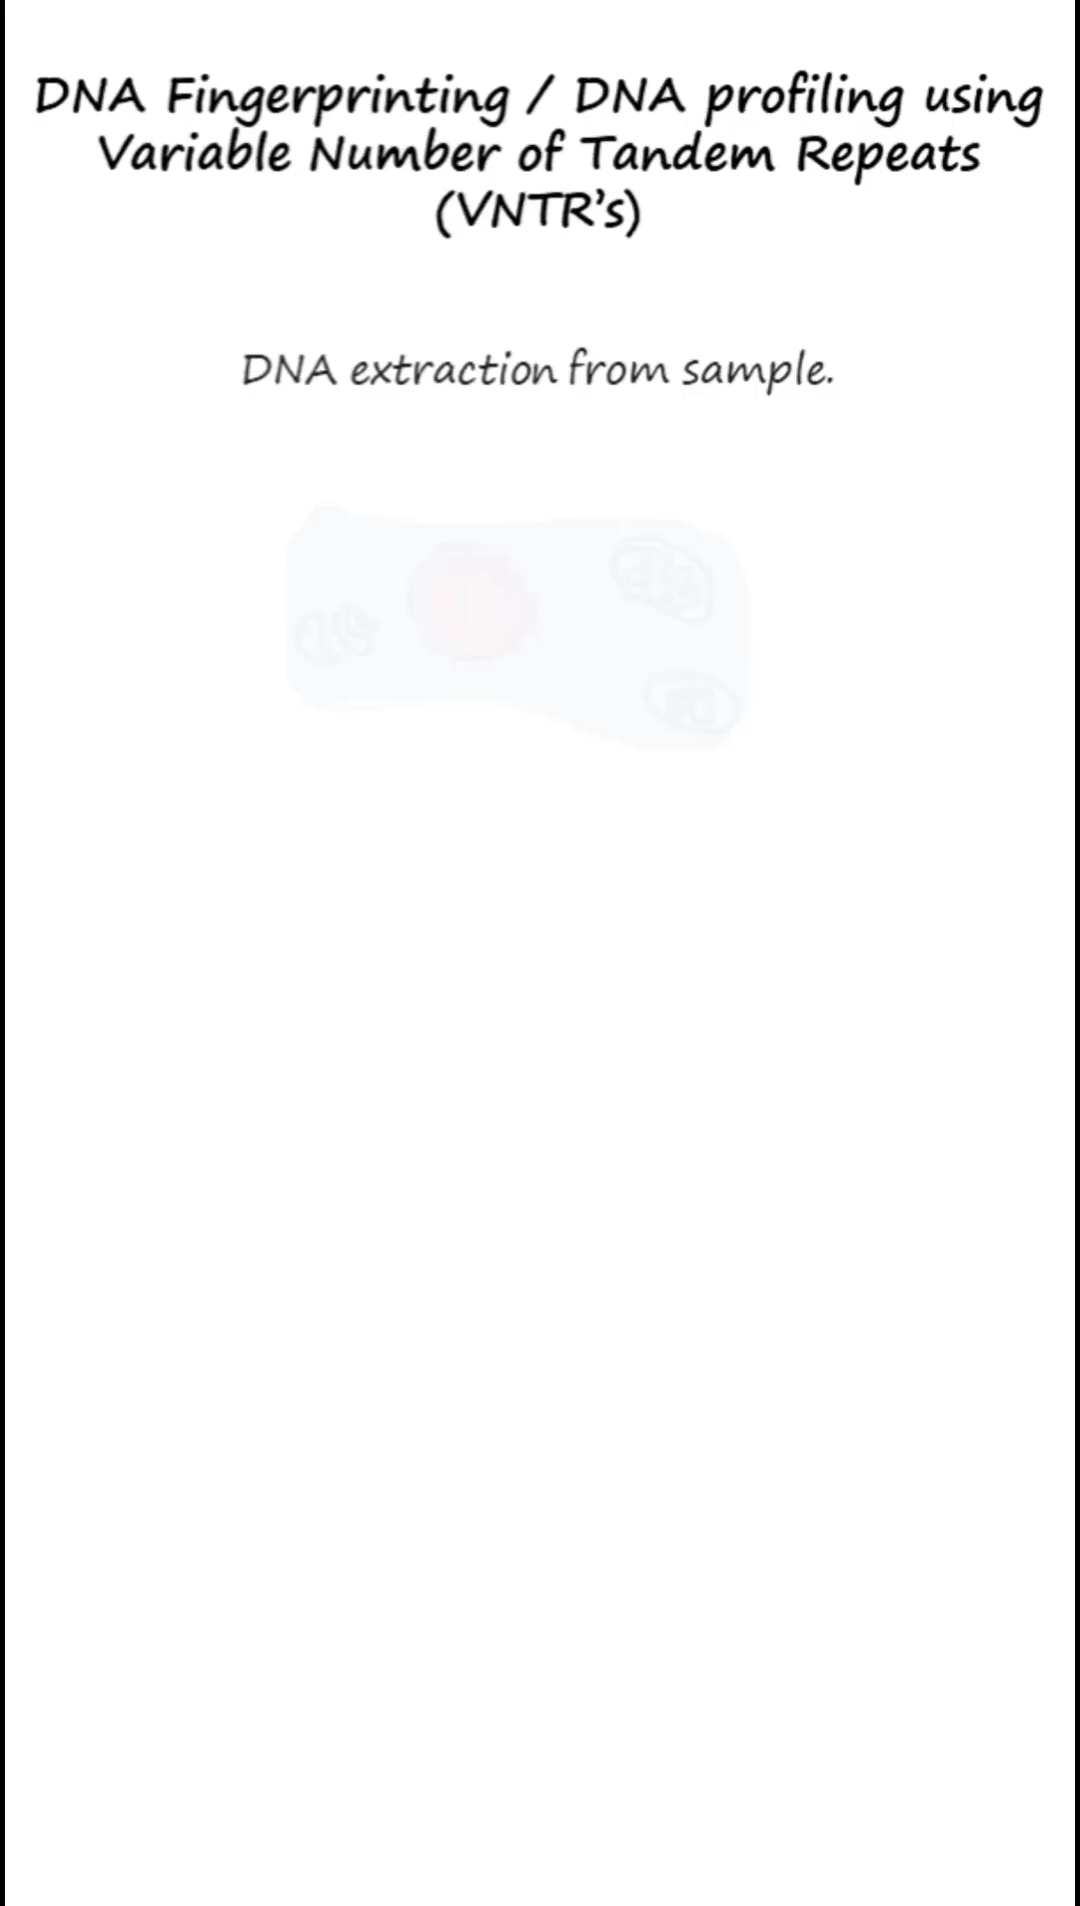 DNA Fingerprinting / DNA profiling using
Variable Number of Tandem Repeats
(VNTR's)
DNA extraction from sample.